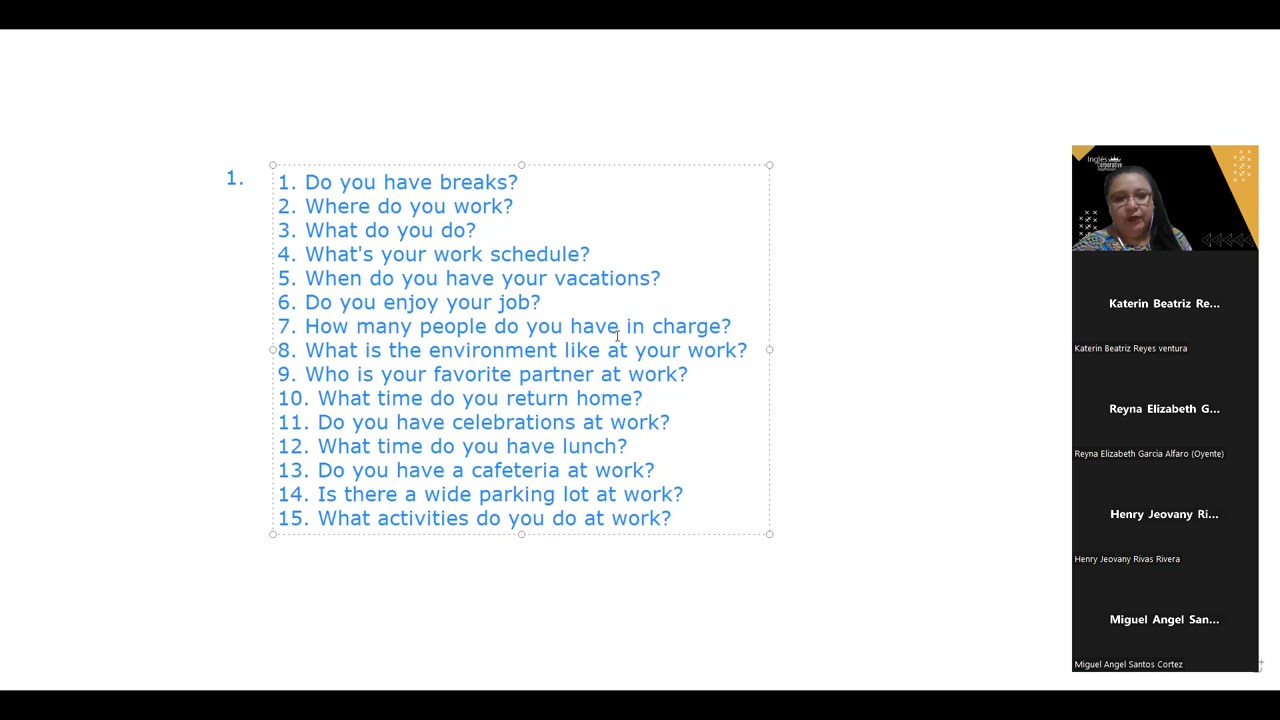 1.
1. Do you have breaks?
2. Where do you work?
3. What do you do?
4. What's your work schedule?
5. When do you have your vacations?
6. Do you enjoy your job?
7. How many people do you have in charge?
8. What is the environment like at your work?
9. Who is your favorite partner at work?
10. What time do you return home?
11. Do you have celebrations at work?
12. What time do you have lunch?
13. Do you have a cafeteria at work?
14. Is there a wide parking lot at work?
15. What activities do you do at work?
Inglés
Corporativo
Katerin Beatriz Re...
Katerin Beatriz Reyes ventura
Reyna Elizabeth G...
Reyna Elizabeth Garcia Alfaro (Oyente)
Henry Jeovany Ri...
Henry Jeovany Rivas Rivera
Miguel Angel San...
Miguel Angel Santos Cortez